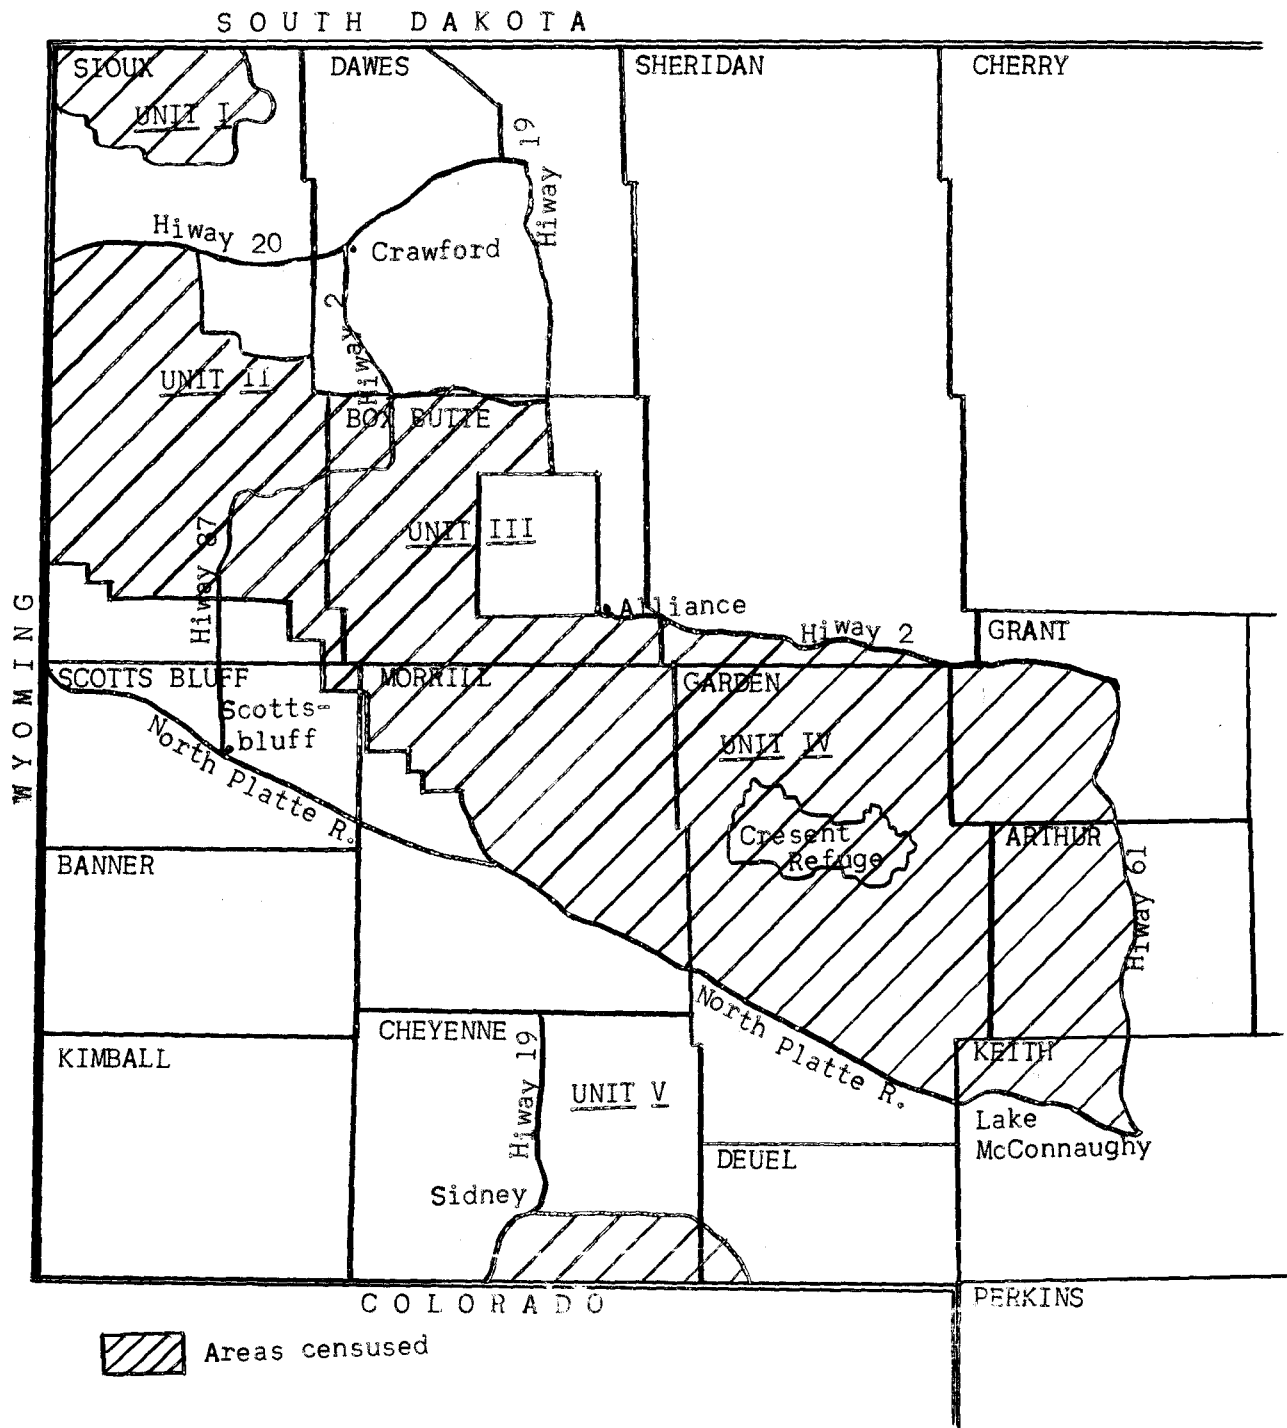 SOUTH DAKOTA
SIOUX
DAWES
SHERIDAN
CHERRY
UNIT I
Hiway 19
Hiway 20
Crawford
Hiway 2
UNIT II
BOX BUTTE
UNIT III
Hiway 87
Alliance
Hiway 2
GRANT
WYOMING
SCOTTS BLUFF
MORRILL
GARDEN
Scotts-
bluff
North Platte R.
UNIT IV
Cresent
Refuge
ARTHUR
Hiway 61
BANNER
North Platte R.
CHEYENNE
Hiway 19
KEITH
KIMBALL
UNIT V
Lake
McConnaughy
DEUEL
Sidney
COLORADO
PERKINS
Areas censused